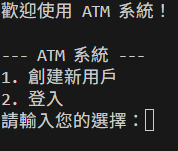 歡迎使用 ATM 系統！
--- ATM 系統 ---
1. 創建新用戶
2. 登入
請輸入您的選擇：